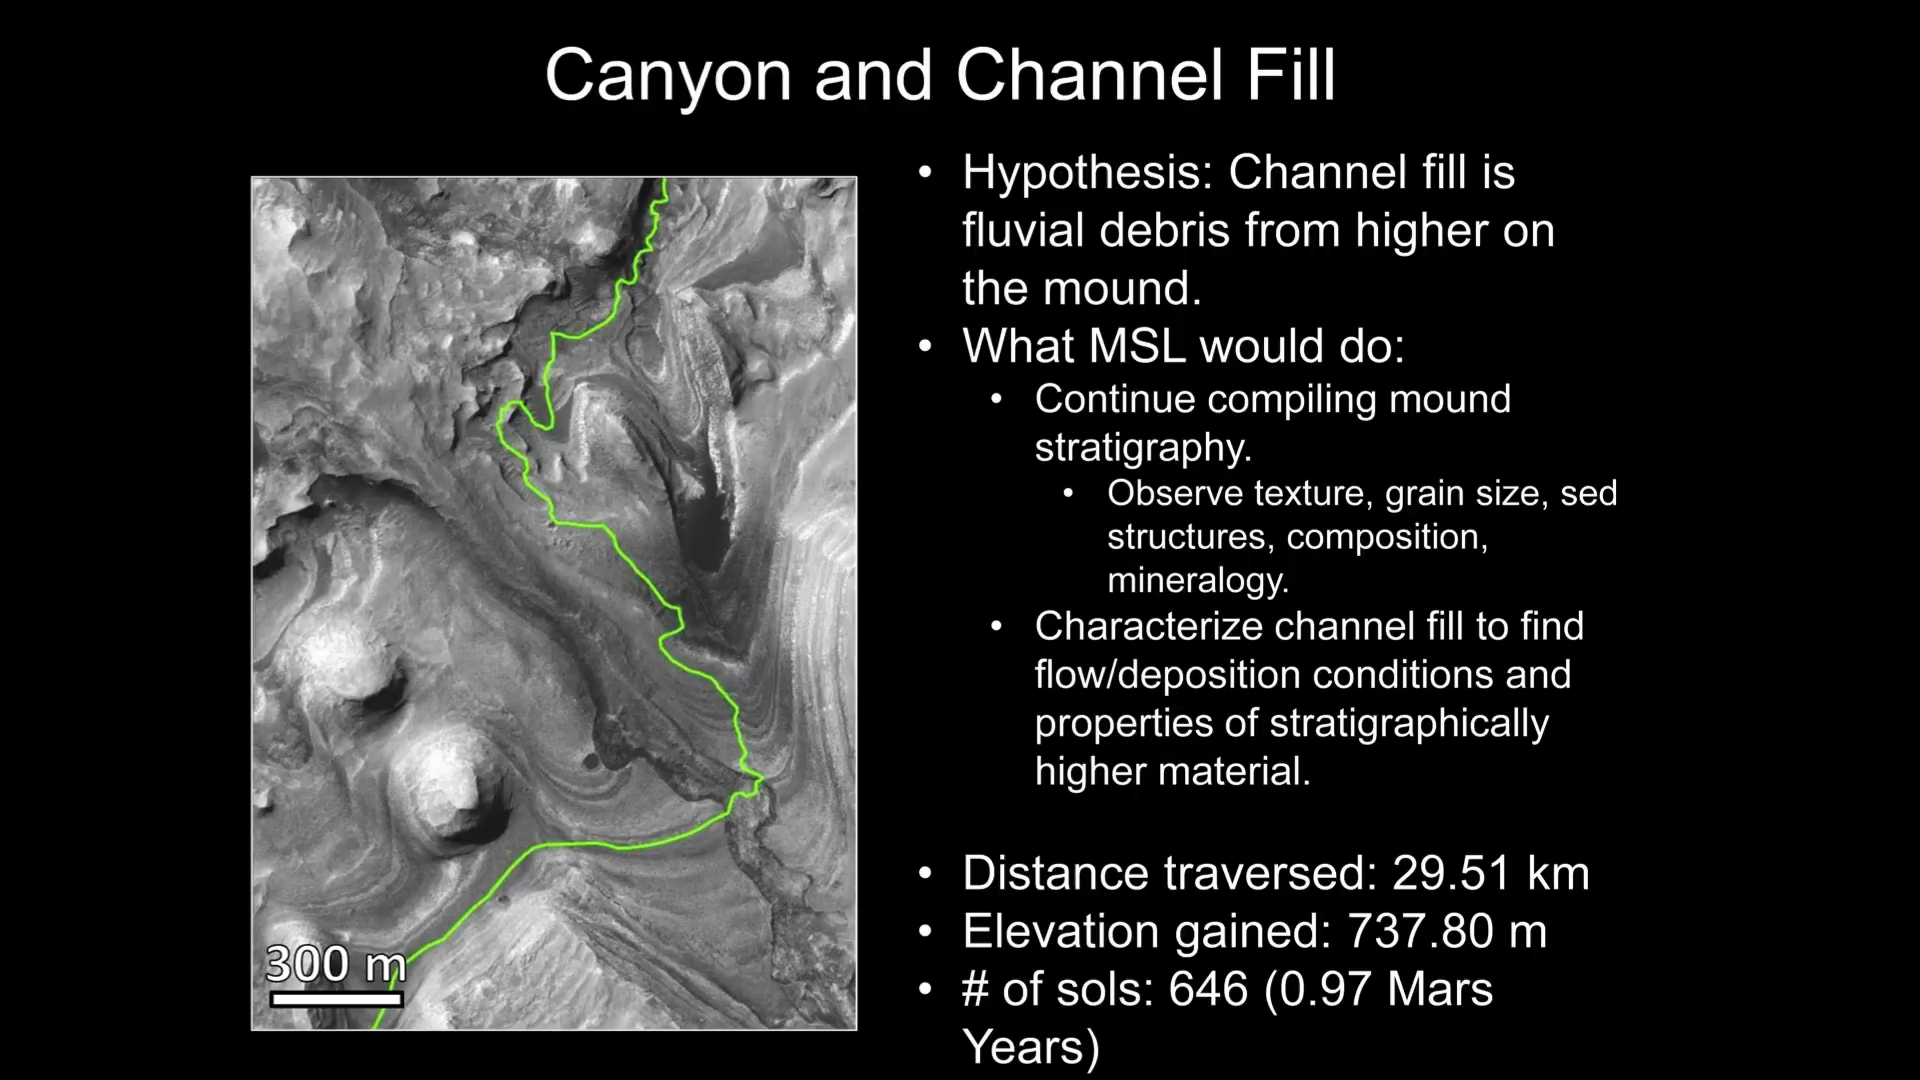 Canyon and Channel Fill
• Hypothesis: Channel fill is
fluvial debris from higher on
the mound.
• What MSL would do:
• Continue compiling mound
stratigraphy.
• Observe texture, grain size, sed
structures, composition,
mineralogy.
• Characterize channel fill to find
flow/deposition conditions and
properties of stratigraphically
higher material.
• Distance traversed: 29.51 km
• Elevation gained: 737.80 m
• # of sols: 646 (0.97 Mars
Years)
300 m